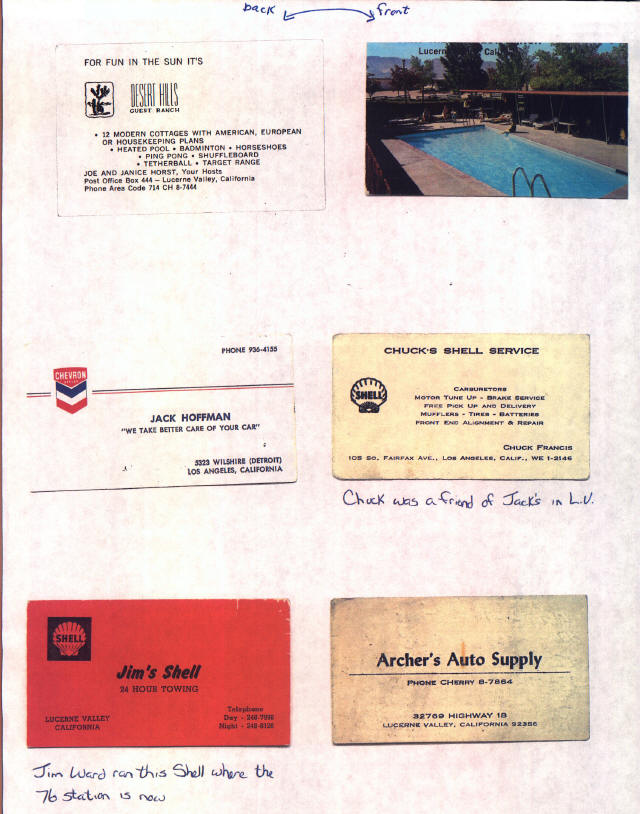 back front
FOR FUN IN THE SUN IT'S
DESERT HILLS
GUEST RANCH
• 12 MODERN COTTAGES WITH AMERICAN, EUROPEAN
OR HOUSEKEEPING PLANS
• HEATED POOL • BADMINTON • HORSESHOES
• PING PONG • SHUFFLEBOARD
• TETHERBALL • TARGET RANGE
JOE AND JANICE HORST, Your Hosts
Post Office Box 444 — Lucerne Valley, California
Phone Area Code 714 CH 8-7444
PHONE 936-4155
CHEVRON
JACK HOFFMAN
"WE TAKE BETTER CARE OF YOUR CAR"
5323 WILSHIRE (DETROIT)
LOS ANGELES, CALIFORNIA
CHUCK'S SHELL SERVICE
SHELL
CARBURETORS
MOTOR TUNE UP - BRAKE SERVICE
FREE PICK UP AND DELIVERY
MUFFLERS - TIRES - BATTERIES
FRONT END ALIGNMENT & REPAIR
CHUCK FRANCIS
105 SO. FAIRFAX AVE., LOS ANGELES, CALIF., WE 1-2146
Chuck was a friend of Jack's in L.V.
SHELL
Jim's Shell
24 HOUR TOWING
LUCERNE VALLEY
CALIFORNIA
Telephone
Day -
Night -
Jim Ward ran this Shell where the
76 station is now
Archer's Auto Supply
PHONE CHERRY 8-7864
32769 HIGHWAY 18
LUCERNE VALLEY, CALIFORNIA 92356